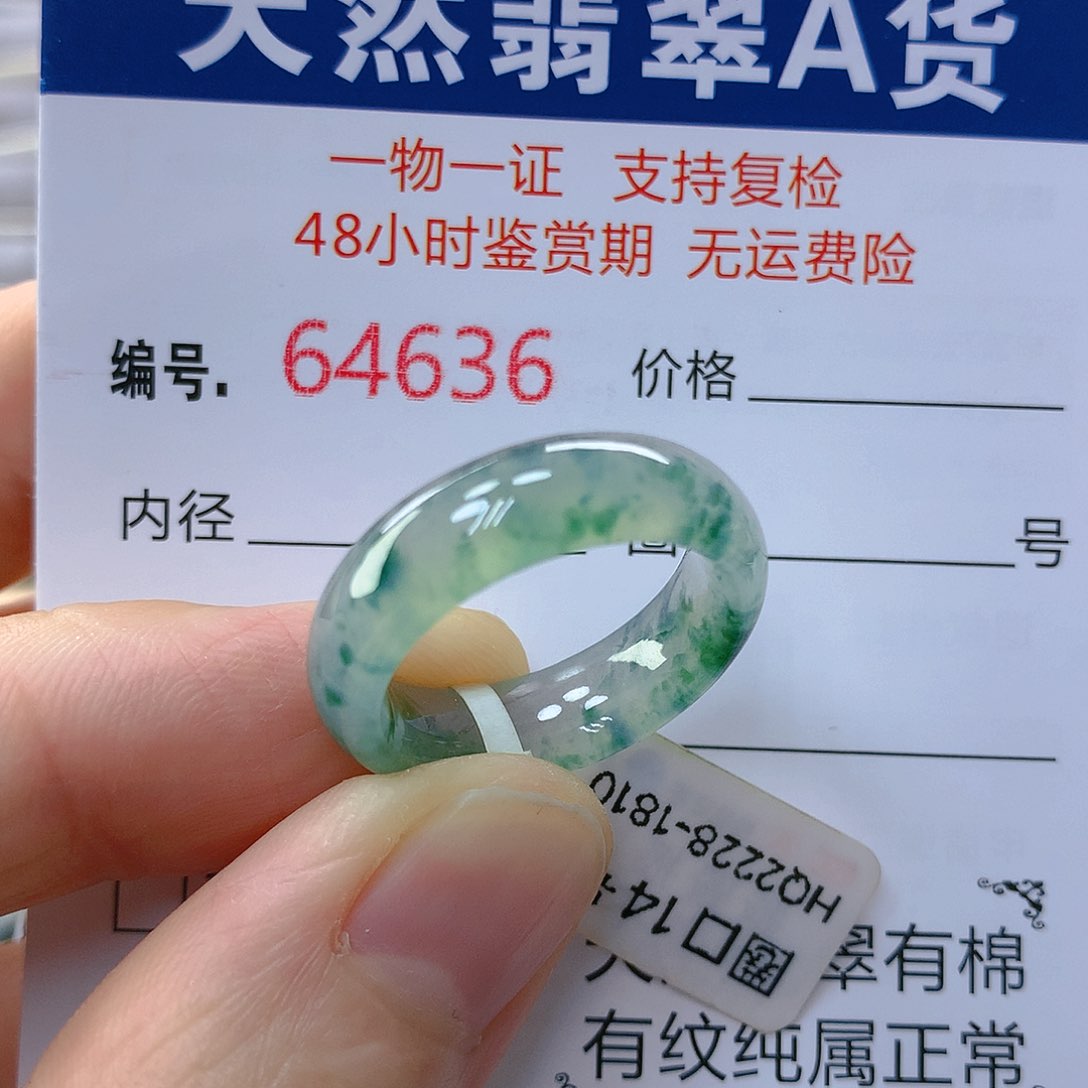 天然翡翠A货
一物一证 支持复检
48小时鉴赏期 无运费险
编号. 64636 价格
内径 号
HQ2228-1810
圈口14
翠有棉
有纹纯属正常